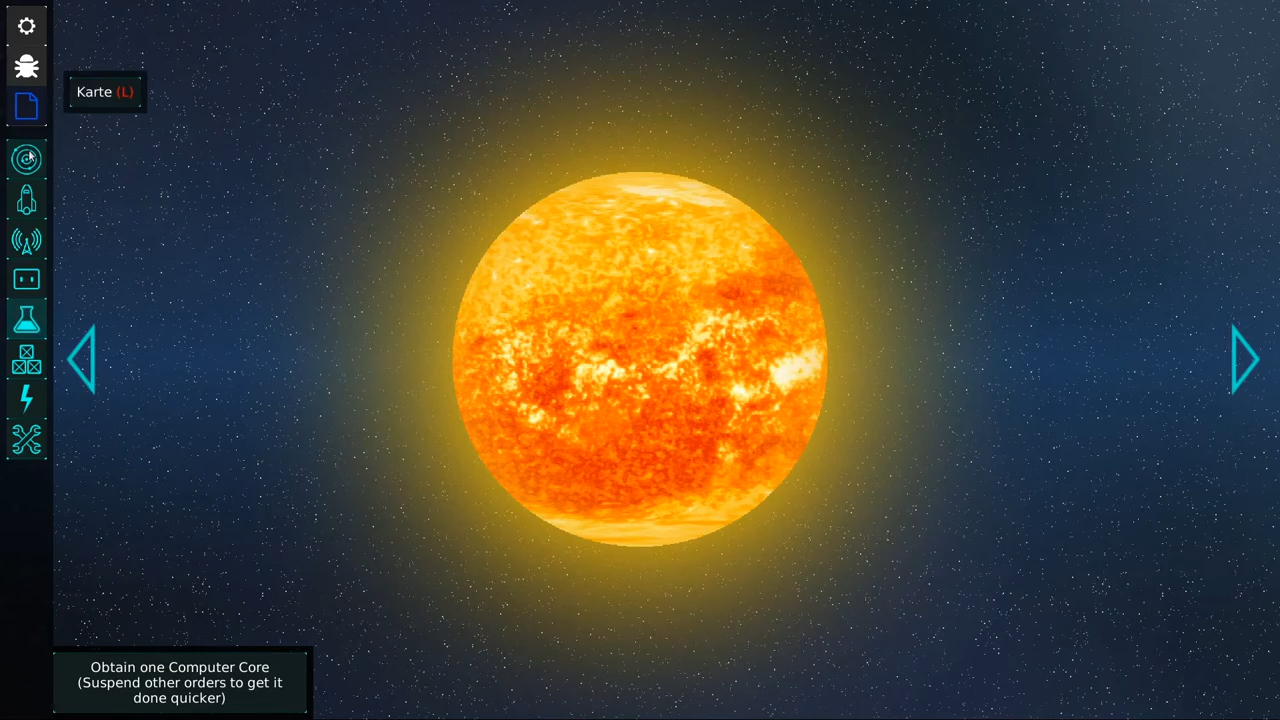 Karte (L)
Obtain one Computer Core
(Suspend other orders to get it
done quicker)